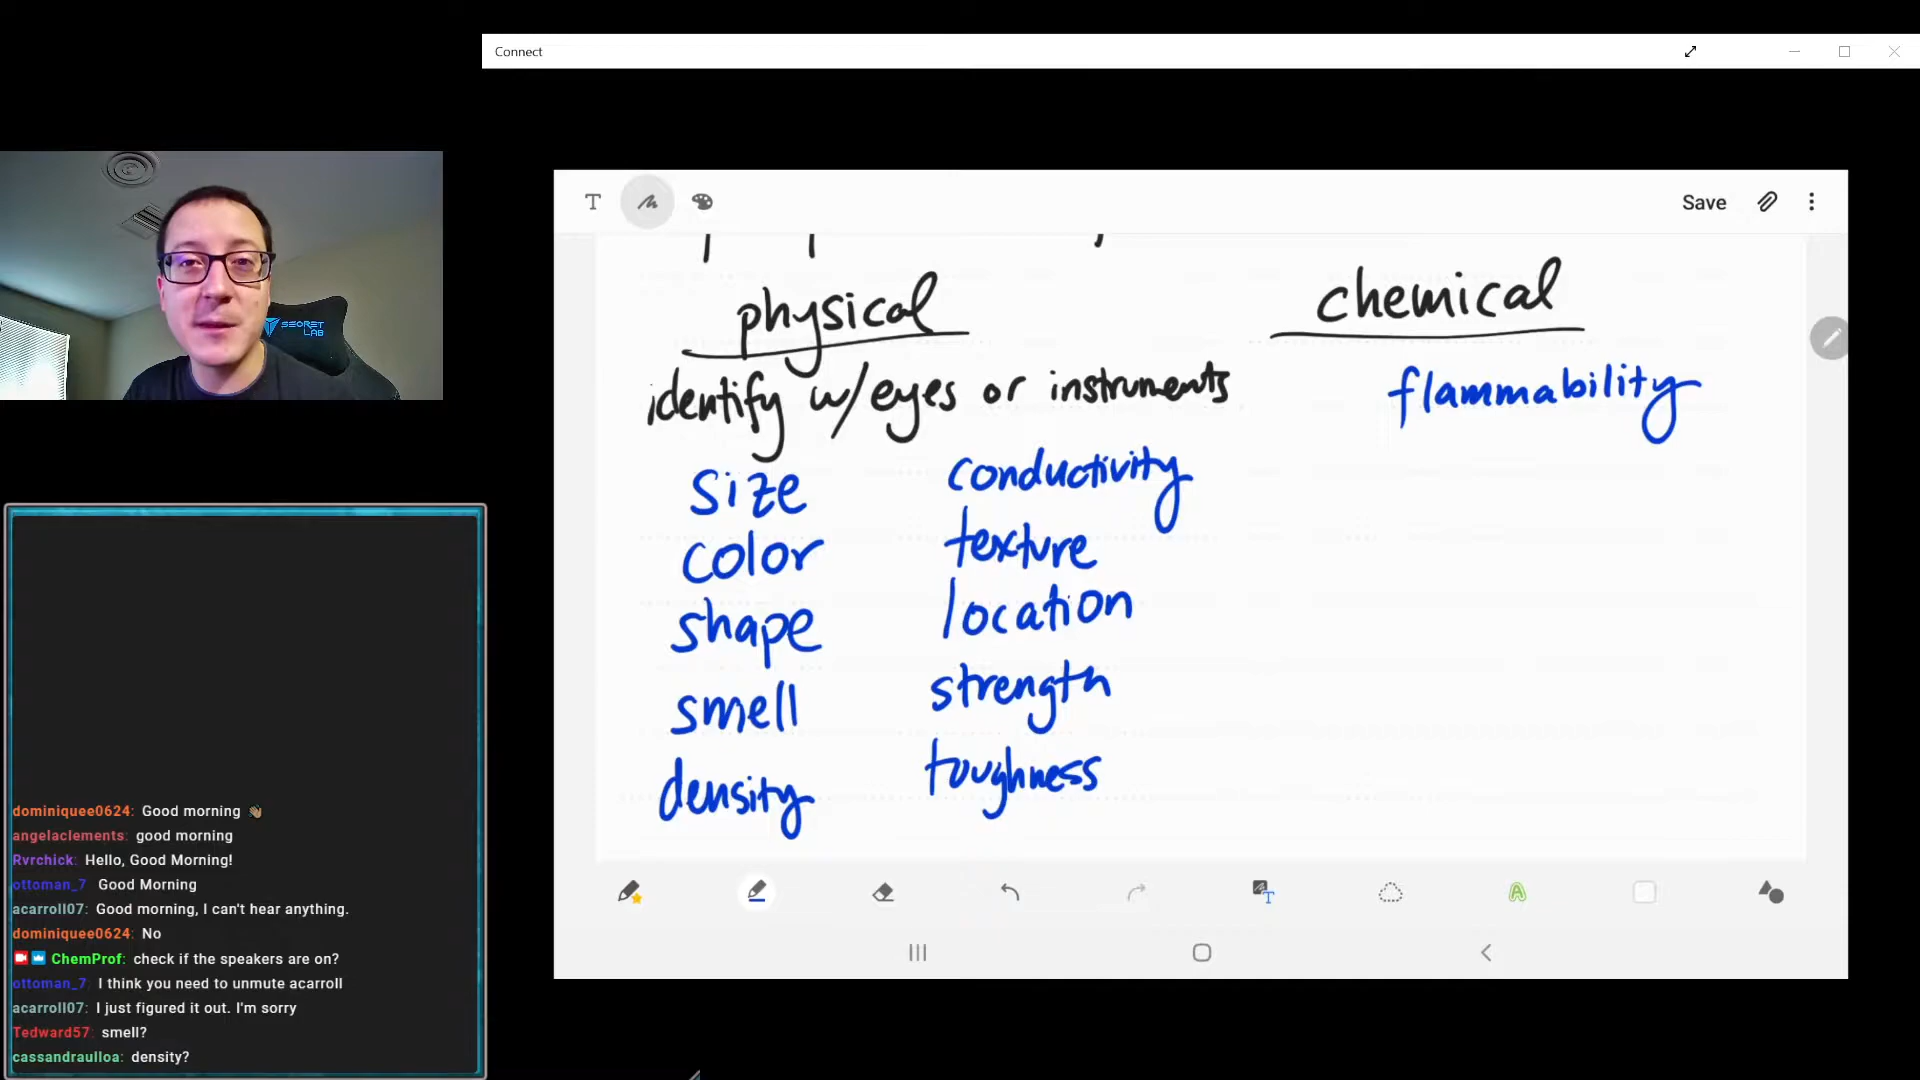 Connect
SECRET
LAB
Save
physical
chemical
identify w/eyes or instruments
flammability
size
conductivity
color
texture
shape
location
smell
strength
density
toughness
dominiquee0624: Good morning 👋🏽
angelaclements: good morning
Rvrchick: Hello, Good Morning!
ottoman_7 Good Morning
acarroll07: Good morning, I can't hear anything.
dominiquee0624: No
ChemProf: check if the speakers are on?
ottoman_7: I think you need to unmute acarroll
acarroll07: I just figured it out. I'm sorry
Tedward57: smell?
cassandraulloa: density?